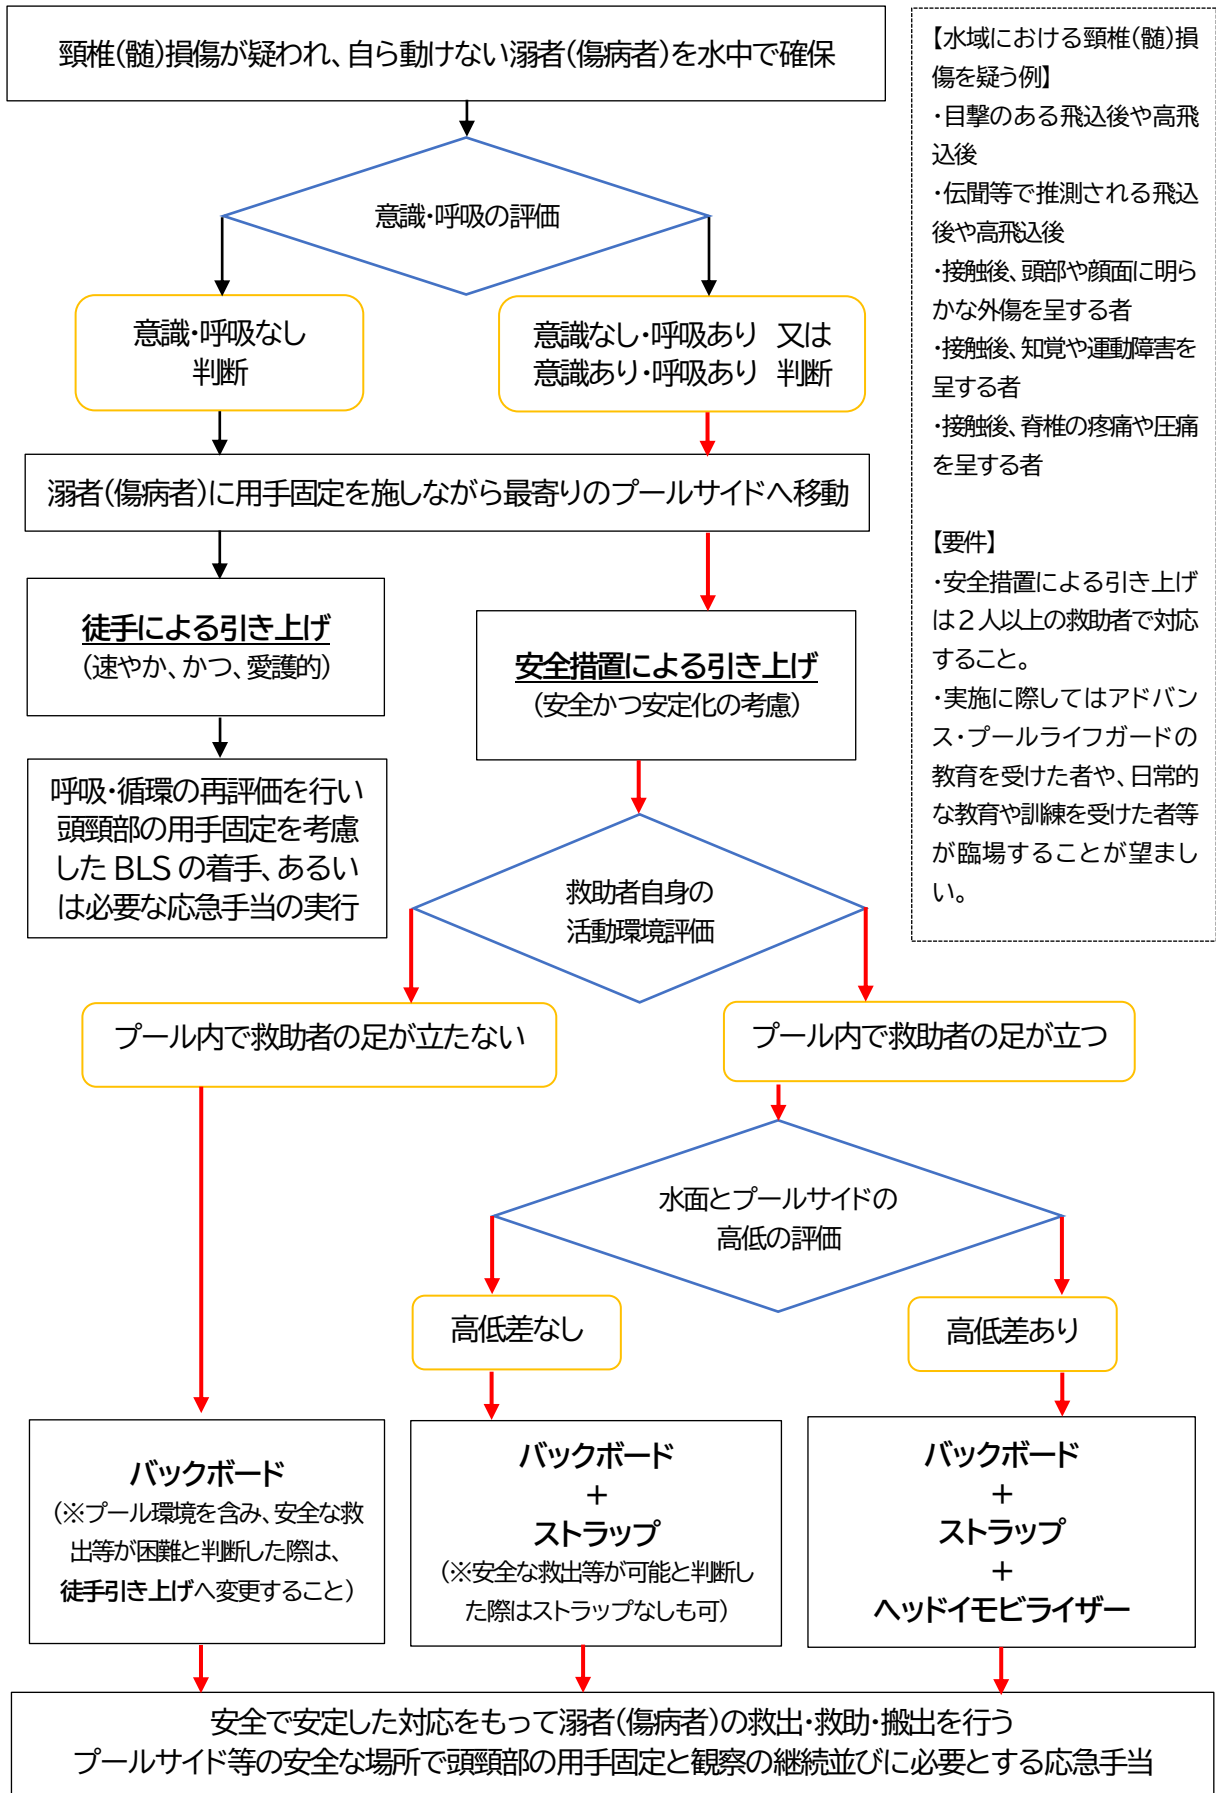 頸椎(髄)損傷が疑われ、自ら動けない溺者(傷病者)を水中で確保
意識・呼吸の評価
意識・呼吸なし
判断
意識なし・呼吸あり 又は
意識あり・呼吸あり 判断
溺者(傷病者)に用手固定を施しながら最寄りのプールサイドへ移動
徒手による引き上げ
(速やか、かつ、愛護的)
安全措置による引き上げ
(安全かつ安定化の考慮)
呼吸・循環の再評価を行い
頭頸部の用手固定を考慮
した BLS の着手、あるい
は必要な応急手当の実行
救助者自身の
活動環境評価
プール内で救助者の足が立たない
プール内で救助者の足が立つ
水面とプールサイドの
高低の評価
高低差なし
高低差あり
バックボード
(※プール環境を含み、安全な救
出等が困難と判断した際は、
徒手引き上げへ変更すること)
バックボード
+
ストラップ
(※安全な救出等が可能と判断し
た際はストラップなしも可)
バックボード
+
ストラップ
+
ヘッドイモビライザー
安全で安定した対応をもって溺者(傷病者)の救出・救助・搬出を行う
プールサイド等の安全な場所で頭頸部の用手固定と観察の継続並びに必要とする応急手当
【水域における頸椎(髄)損
傷を疑う例】
・目撃のある飛込後や高飛
込後
・伝聞等で推測される飛込
後や高飛込後
・接触後、頭部や顔面に明ら
かな外傷を呈する者
・接触後、知覚や運動障害を
呈する者
・接触後、脊椎の疼痛や圧痛
を呈する者
【要件】
・安全措置による引き上げ
は2人以上の救助者で対応
すること。
・実施に際してはアドバン
ス・プールライフガードの
教育を受けた者や、日常的
な教育や訓練を受けた者等
が臨場することが望まし
い。